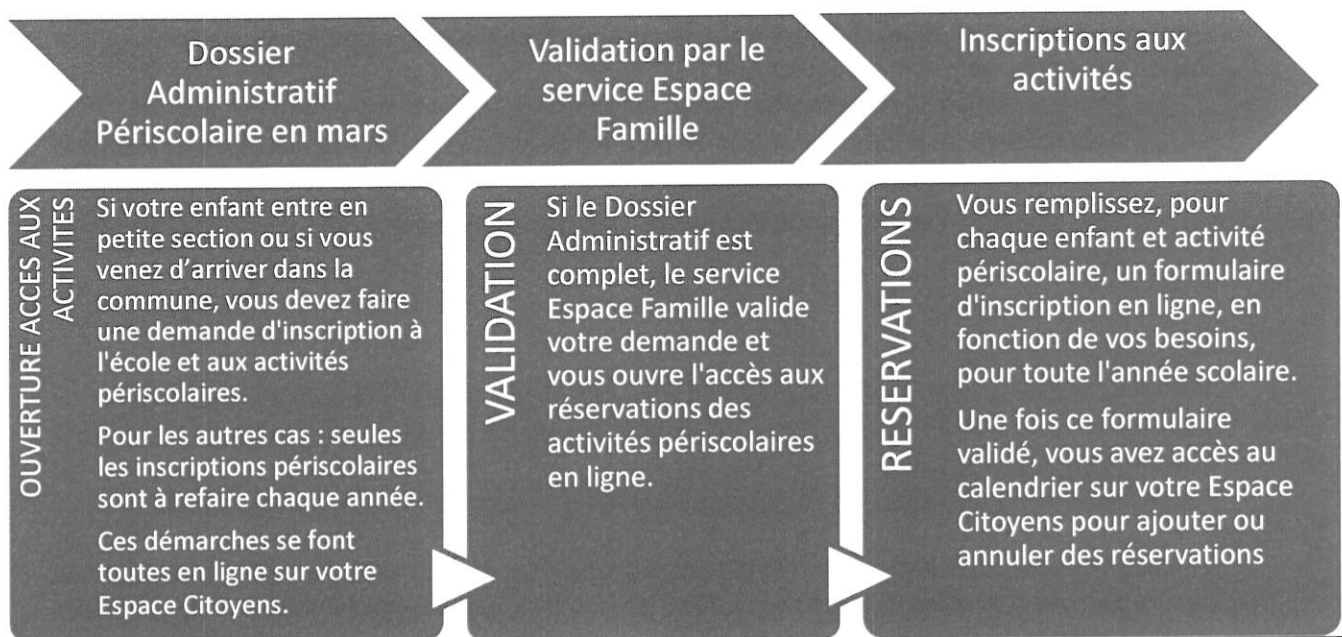 Dossier
Administratif
Périscolaire en mars
Validation par le
service Espace
Famille
Inscriptions aux
activités
OUVERTURE ACCES AUX
ACTIVITES
Si votre enfant entre en
petite section ou si vous
venez d’arriver dans la
commune, vous devez faire
une demande d'inscription à
l'école et aux activités
périscolaires.
Pour les autres cas : seules
les inscriptions périscolaires
sont à refaire chaque année.
Ces démarches se font
toutes en ligne sur votre
Espace Citoyens.
VALIDATION
Si le Dossier
Administratif est
complet, le service
Espace Famille valide
votre demande et
vous ouvre l'accès aux
réservations des
activités périscolaires
en ligne.
RESERVATIONS
Vous remplissez, pour
chaque enfant et activité
périscolaire, un formulaire
d'inscription en ligne, en
fonction de vos besoins,
pour toute l'année scolaire.
Une fois ce formulaire
validé, vous avez accès au
calendrier sur votre Espace
Citoyens pour ajouter ou
annuler des réservations